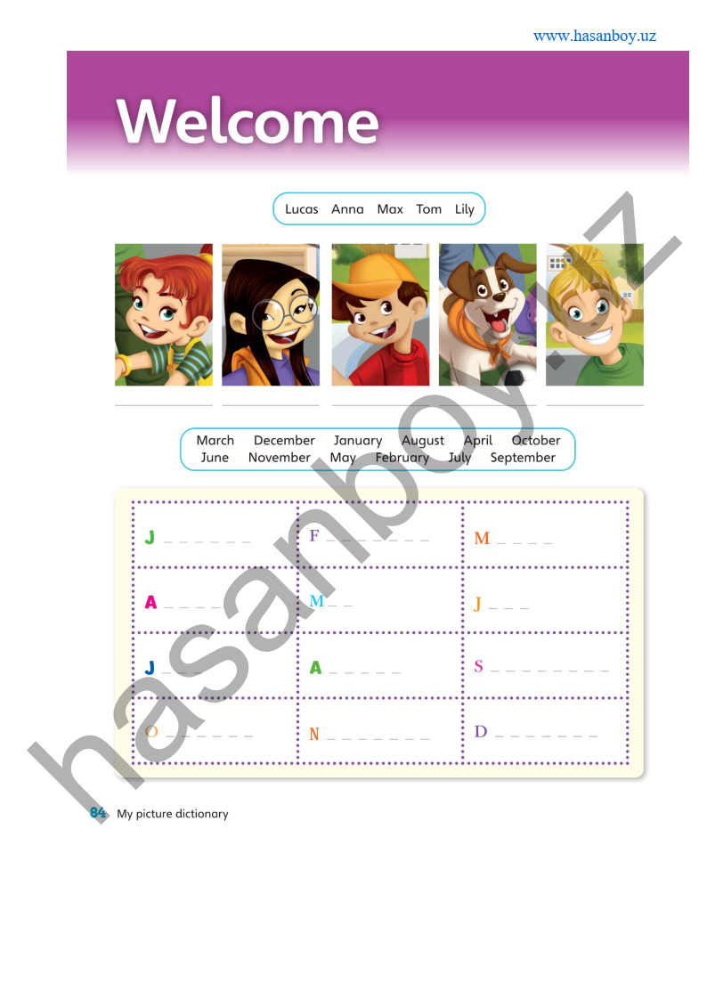 www.hasanboy.uz
Welcome
Lucas Anna Max Tom Lily
March December January August April October
June November May February July September
J _ _ _ _ _ _ F _ _ _ _ _ _ _ M _ _ _ _
A _ _ _ _ M _ _ J _ _ _
J _ _ _ A _ _ _ _ _ S _ _ _ _ _ _ _ _
O _ _ _ _ _ _ N _ _ _ _ _ _ _ D _ _ _ _ _ _ _
84 My picture dictionary
hasanboy.uz